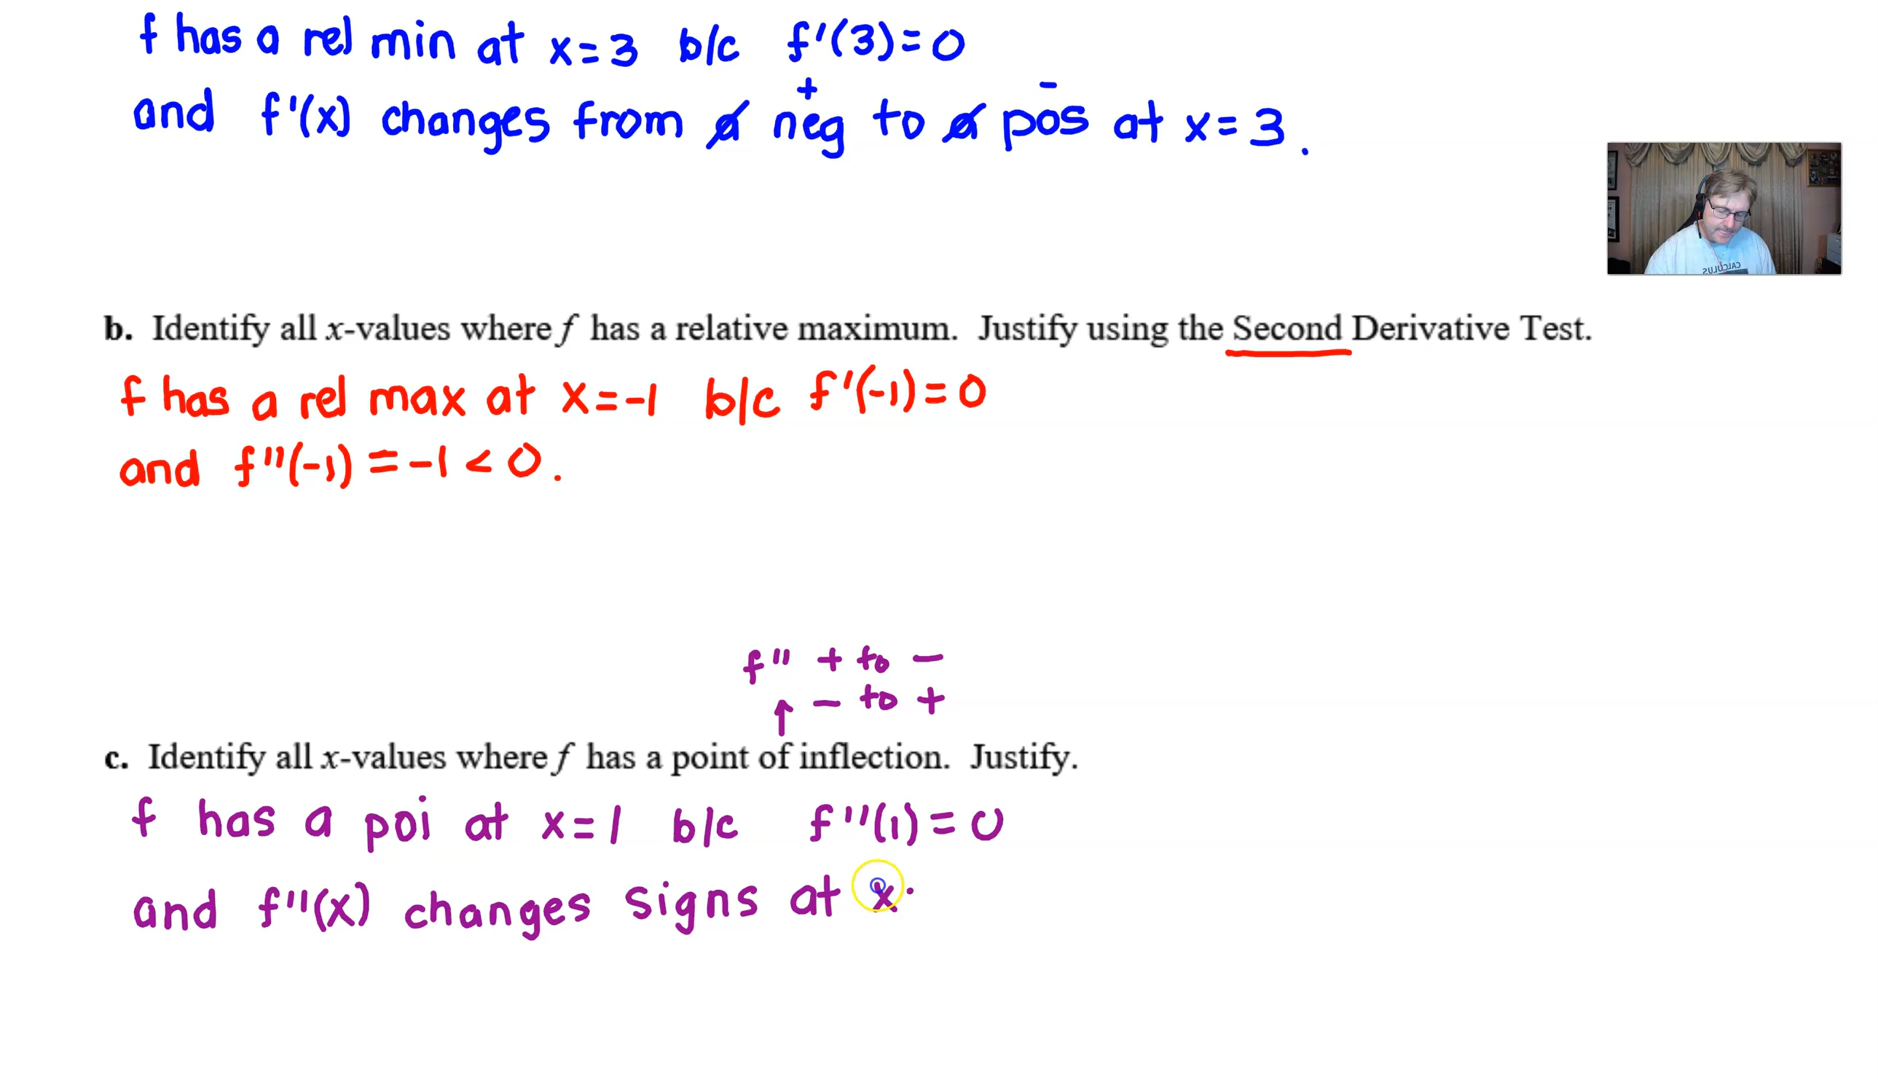 f has a rel min at x=3 b/c f'(3)=0
+ -
and f'(x) changes from neg to pos at x=3.
b. Identify all x-values where f has a relative maximum. Justify using the Second Derivative Test.
f has a rel max at x=-1 b/c f'(-1)=0
and f''(-1)=-1<0.
f'' + to -
↑ - to +
c. Identify all x-values where f has a point of inflection. Justify.
f has a poi at x=1 b/c f''(1)=0
and f''(x) changes signs at x
CALCULUS